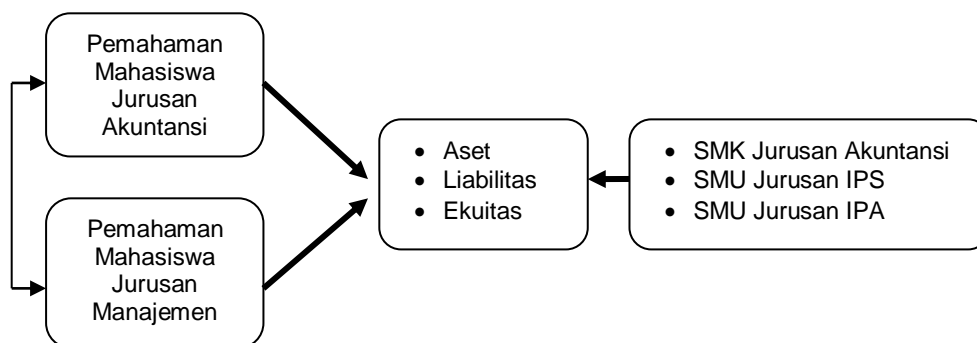 Pemahaman
Mahasiswa
Jurusan
Akuntansi
Pemahaman
Mahasiswa
Jurusan
Manajemen
• Aset
• Liabilitas
• Ekuitas
• SMK Jurusan Akuntansi
• SMU Jurusan IPS
• SMU Jurusan IPA